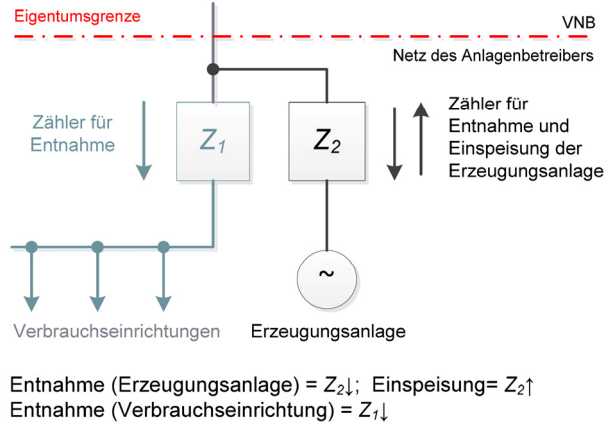 Eigentumsgrenze
VNB
Netz des Anlagenbetreibers
Zähler für
Entnahme
Z1
Z2
Zähler für
Entnahme und
Einspeisung der
Erzeugungsanlage
~
Verbrauchseinrichtungen
Erzeugungsanlage
Entnahme (Erzeugungsanlage) = Z2↓; Einspeisung= Z2↑
Entnahme (Verbrauchseinrichtung) = Z1↓